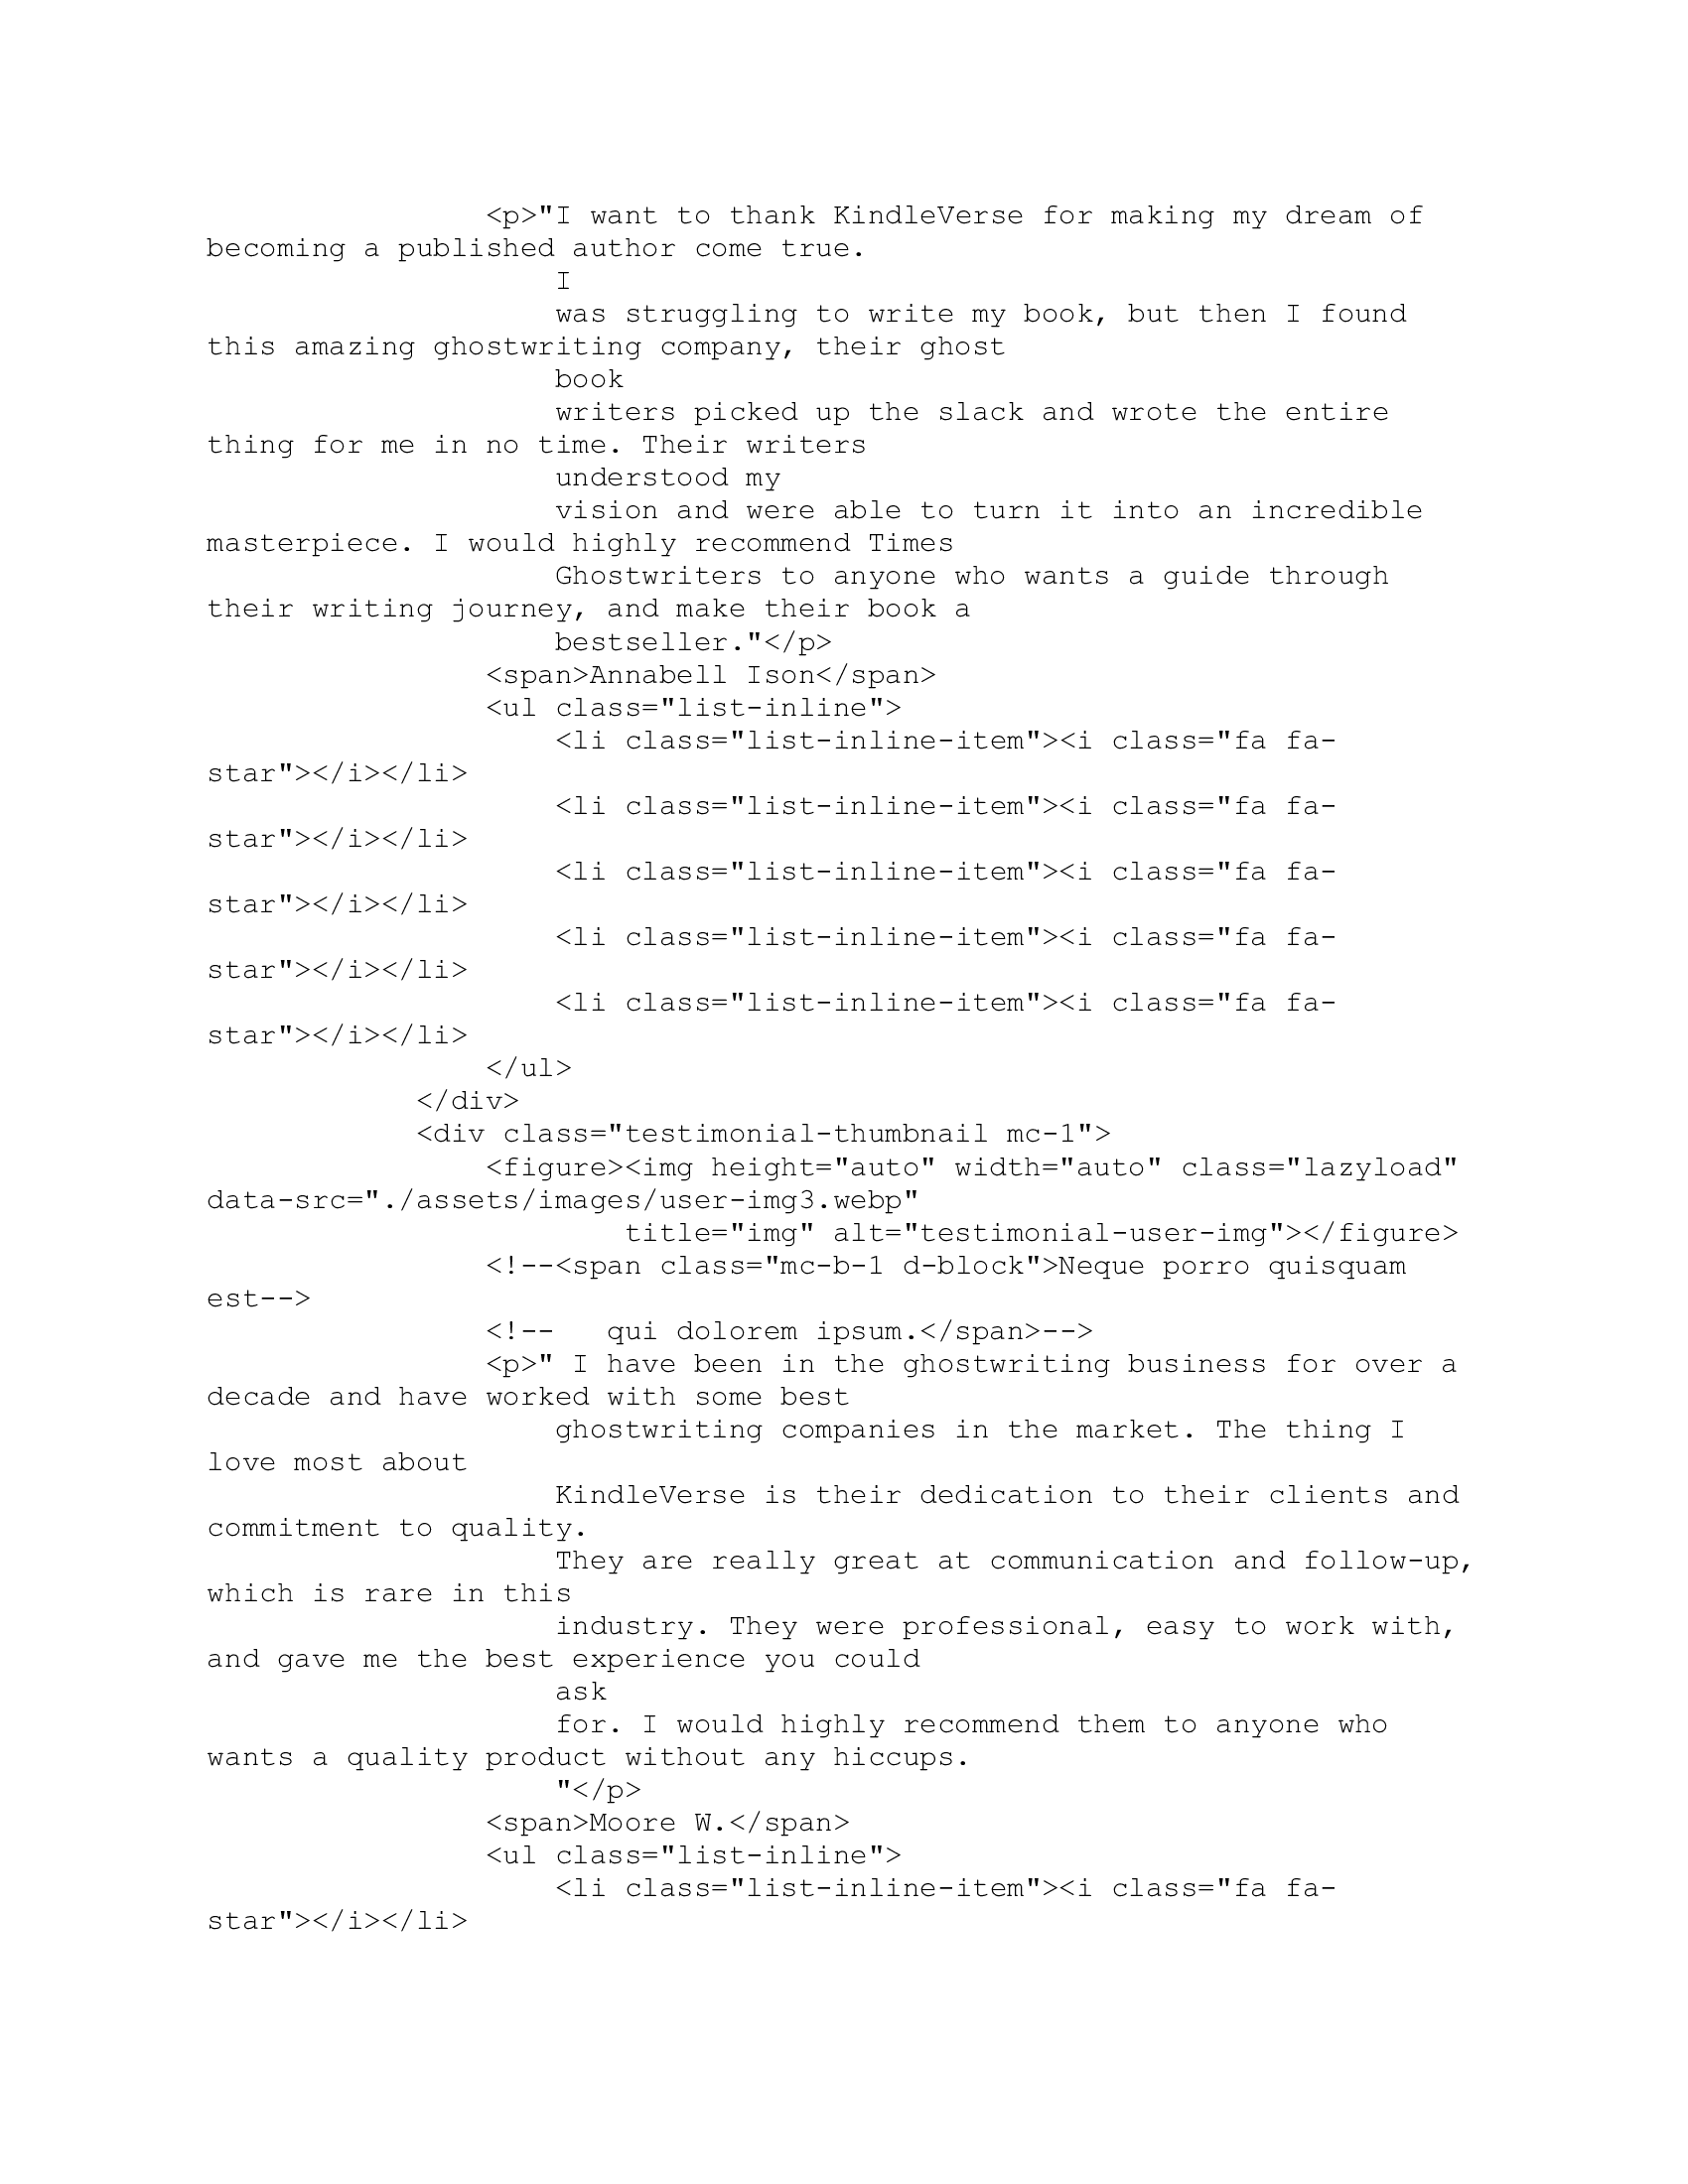 <p>"I want to thank KindleVerse for making my dream of
becoming a published author come true.
I
was struggling to write my book, but then I found
this amazing ghostwriting company, their ghost
book
writers picked up the slack and wrote the entire
thing for me in no time. Their writers
understood my
vision and were able to turn it into an incredible
masterpiece. I would highly recommend Times
Ghostwriters to anyone who wants a guide through
their writing journey, and make their book a
bestseller."</p>
<span>Annabell Ison</span>
<ul class="list-inline">
<li class="list-inline-item"><i class="fa fa-
star"></i></li>
<li class="list-inline-item"><i class="fa fa-
star"></i></li>
<li class="list-inline-item"><i class="fa fa-
star"></i></li>
<li class="list-inline-item"><i class="fa fa-
star"></i></li>
<li class="list-inline-item"><i class="fa fa-
star"></i></li>
</ul>
</div>
<div class="testimonial-thumbnail mc-1">
<figure><img height="auto" width="auto" class="lazyload"
data-src="./assets/images/user-img3.webp"
title="img" alt="testimonial-user-img"></figure>
<!--<span class="mc-b-1 d-block">Neque porro quisquam
est-->
<!--   qui dolorem ipsum.</span>-->
<p>" I have been in the ghostwriting business for over a
decade and have worked with some best
ghostwriting companies in the market. The thing I
love most about
KindleVerse is their dedication to their clients and
commitment to quality.
They are really great at communication and follow-up,
which is rare in this
industry. They were professional, easy to work with,
and gave me the best experience you could
ask
for. I would highly recommend them to anyone who
wants a quality product without any hiccups.
"</p>
<span>Moore W.</span>
<ul class="list-inline">
<li class="list-inline-item"><i class="fa fa-
star"></i></li>